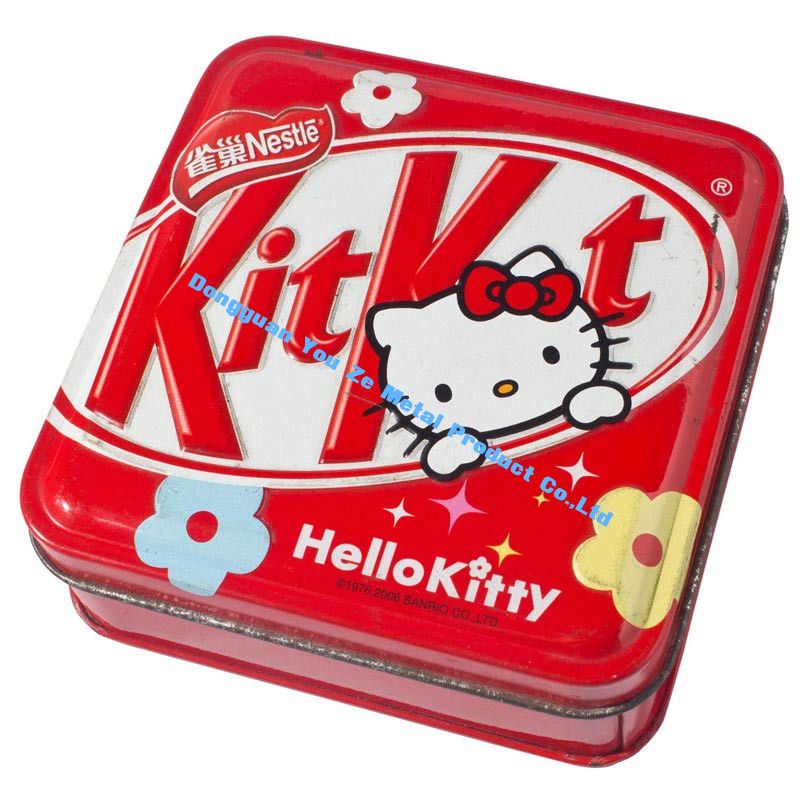 雀巢Nestlé®
®
KitKt
Dongguan You Ze Metal Product Co.,Ltd
HelloKitty
©1976,2006 SANRIO CO.,LTD.